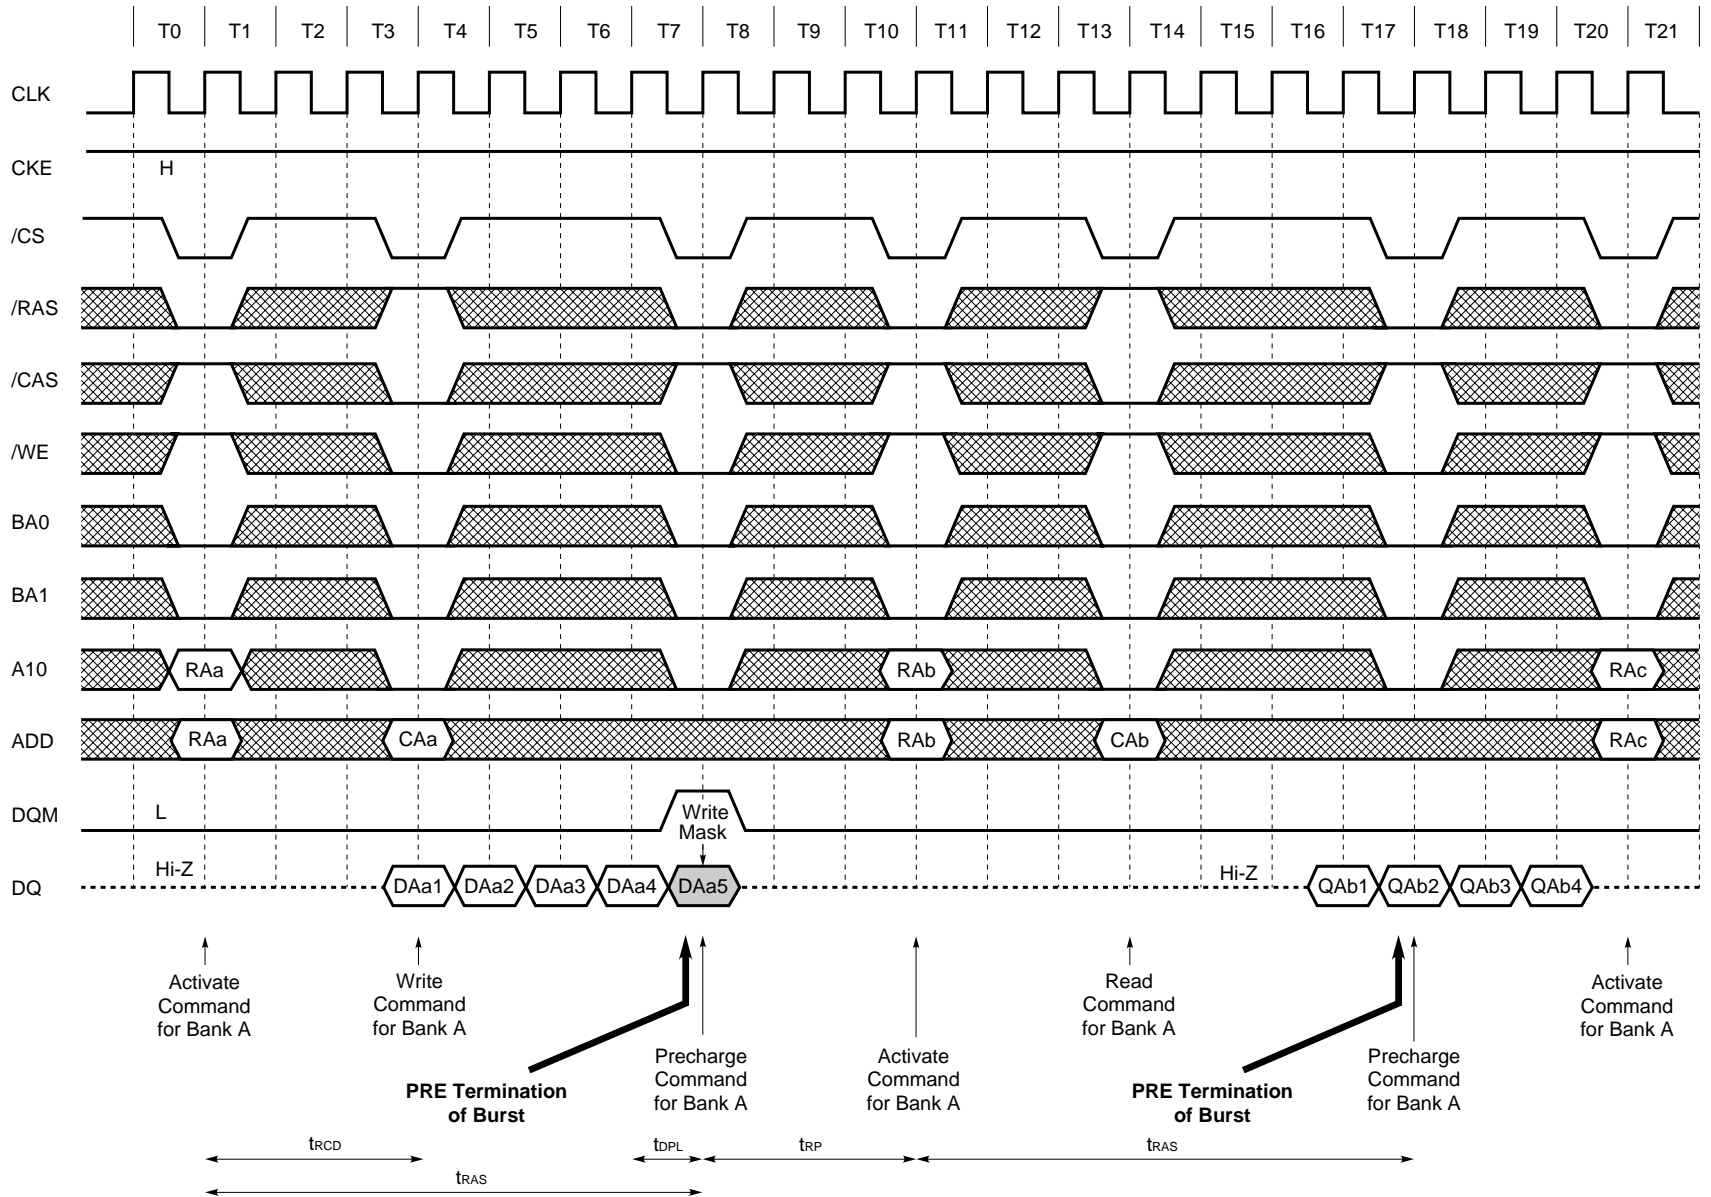 T0 T1 T2 T3 T4 T5 T6 T7 T8 T9 T10 T11 T12 T13 T14 T15 T16 T17 T18 T19 T20 T21
CLK
CKE H
/CS
/RAS
/CAS
/WE
BA0
BA1
A10 RAa RAb RAc
ADD RAa CAa RAb CAb RAc
DQM L Write
Mask
DQ Hi-Z DAa1 DAa2 DAa3 DAa4 DAa5 Hi-Z QAb1 QAb2 QAb3 QAb4
Activate
Command
for Bank A
Write
Command
for Bank A
PRE Termination
of Burst
Precharge
Command
for Bank A
Activate
Command
for Bank A
Read
Command
for Bank A
PRE Termination
of Burst
Precharge
Command
for Bank A
Activate
Command
for Bank A
tRCD tDPL tRP tRAS
tRAS